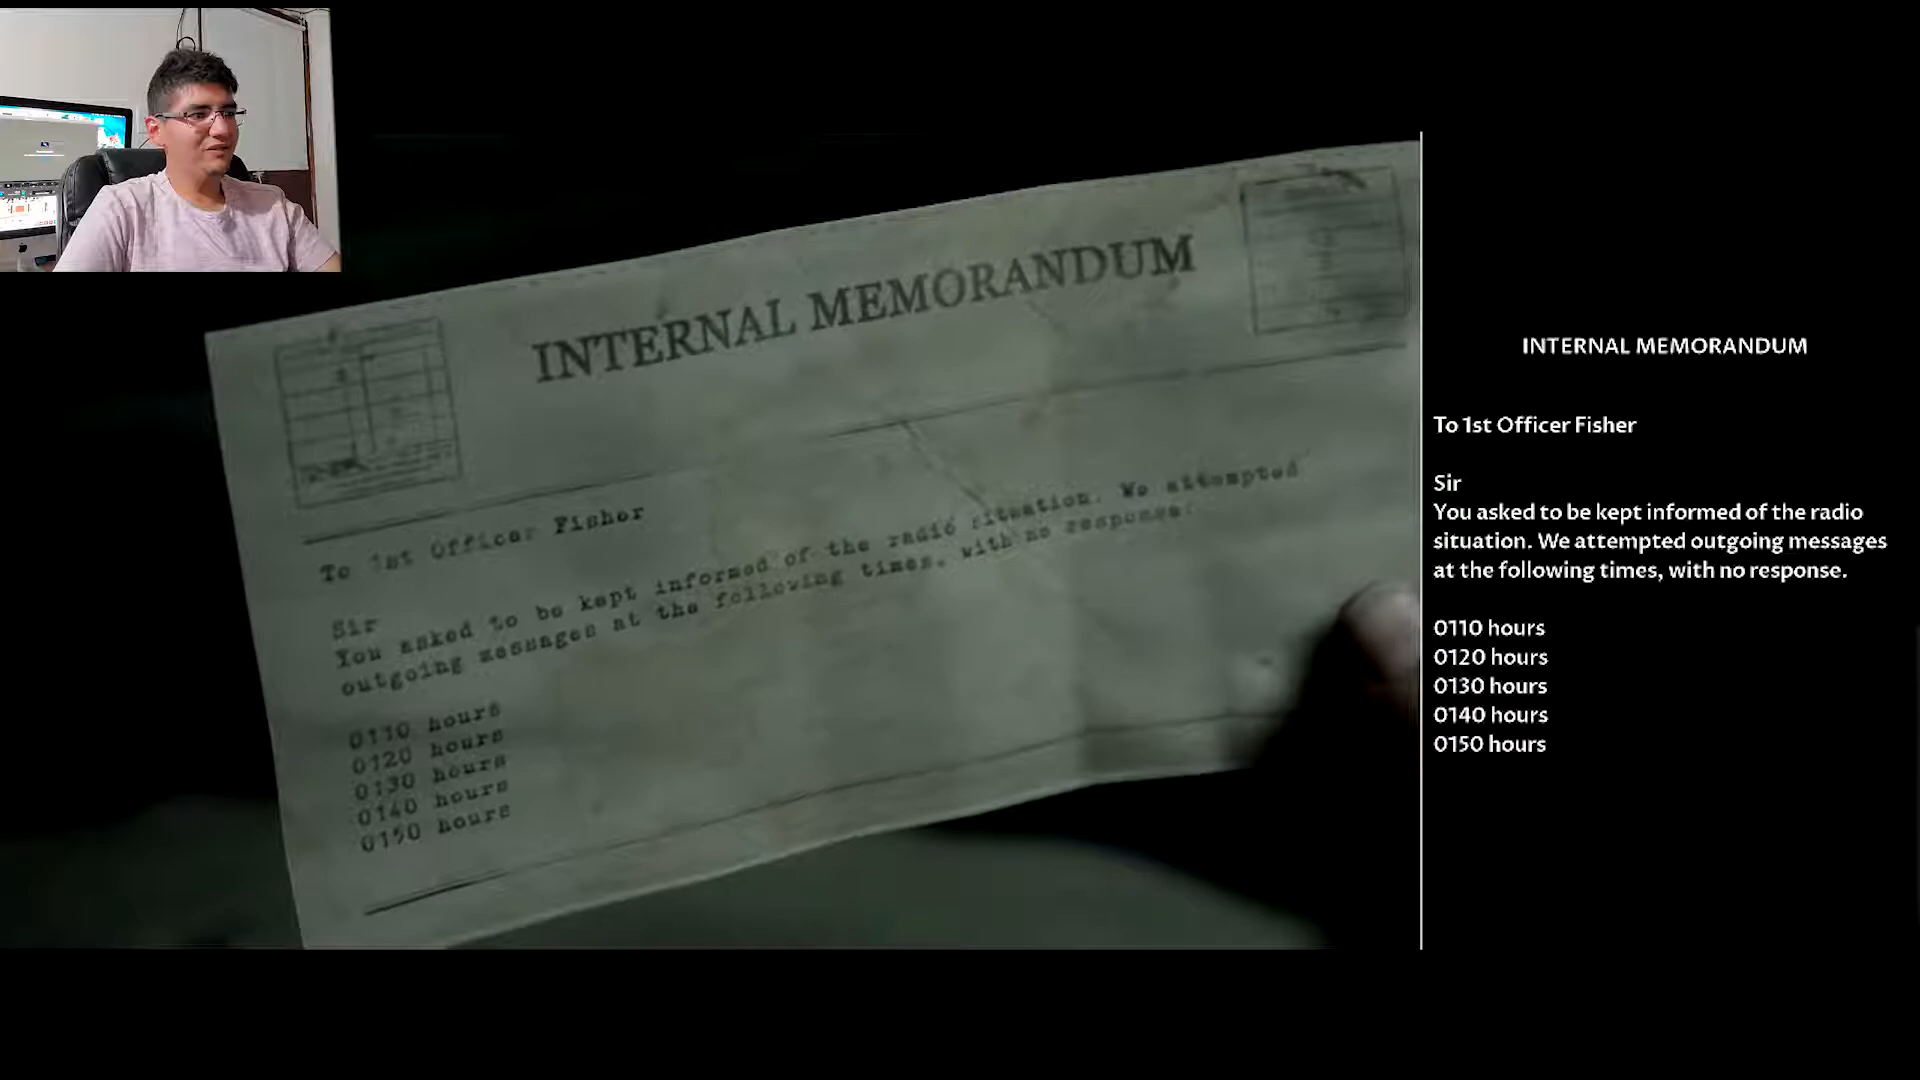 INTERNAL MEMORANDUM
To 1st Officer Fisher
Sir
You asked to be kept informed of the radio situation. We attempted
outgoing messages at the following times, with no response.
0110 hours
0120 hours
0130 hours
0140 hours
0150 hours
INTERNAL MEMORANDUM
To 1st Officer Fisher
Sir
You asked to be kept informed of the radio
situation. We attempted outgoing messages
at the following times, with no response.
0110 hours
0120 hours
0130 hours
0140 hours
0150 hours